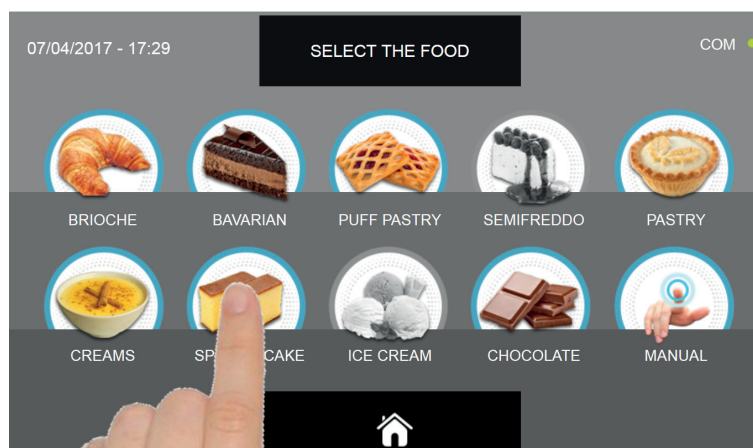 07/04/2017 - 17:29
SELECT THE FOOD
COM
BRIOCHE
BAVARIAN
PUFF PASTRY
SEMIFREDDO
PASTRY
CREAMS
CAKE
ICE CREAM
CHOCOLATE
MANUAL